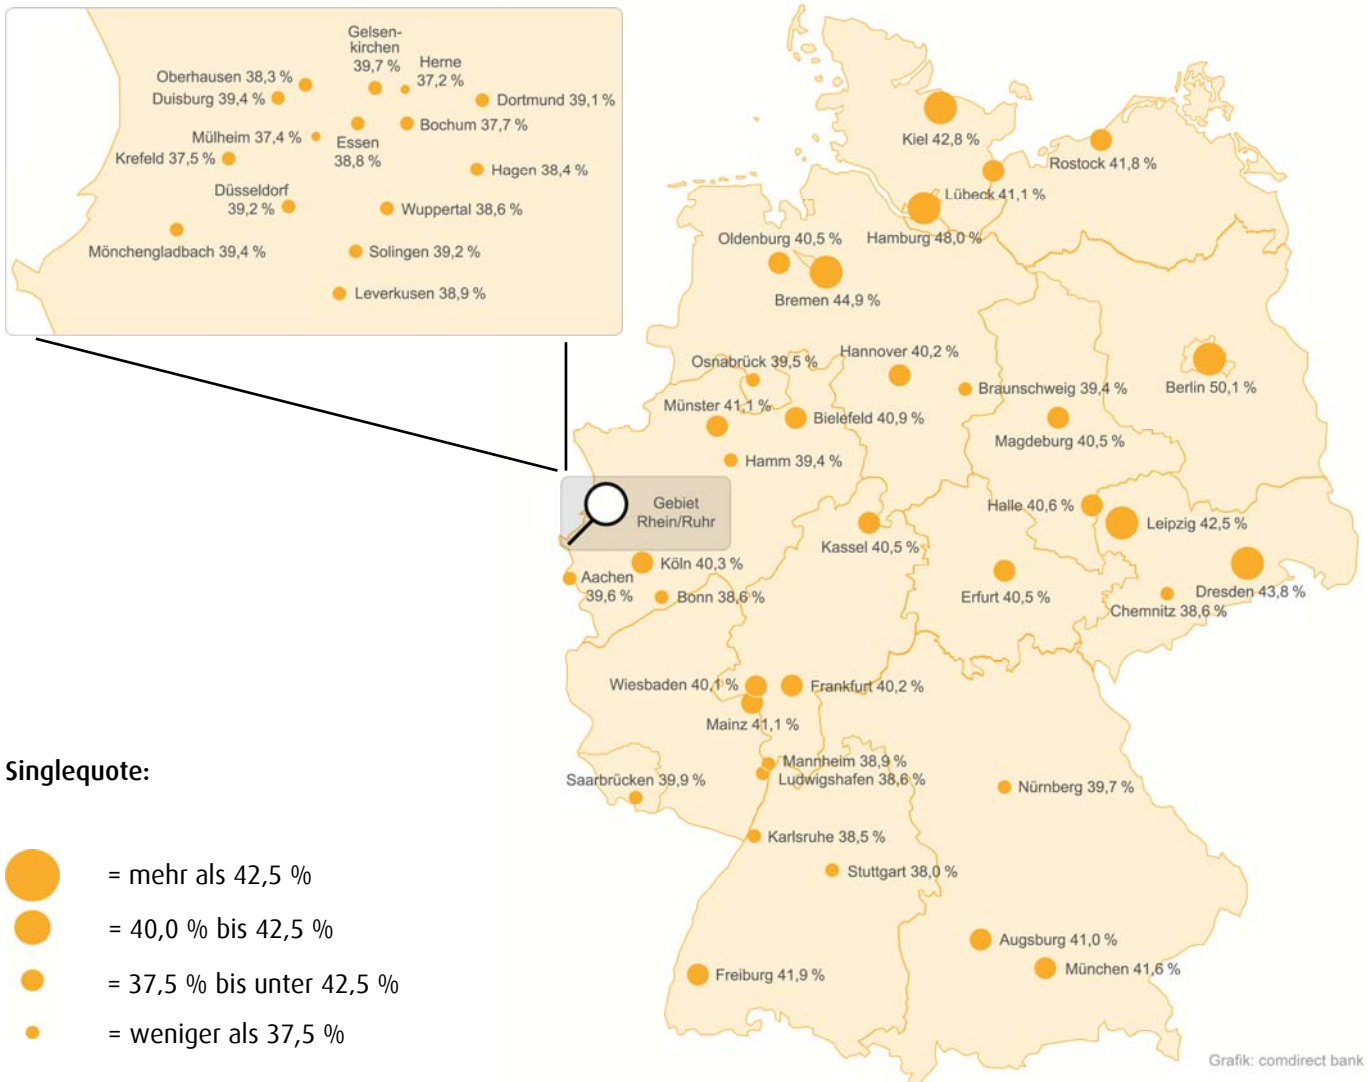 Gelsen-
kirchen
39,7 %
Herne
37,2 %
Oberhausen 38,3 %
Duisburg 39,4 %
Dortmund 39,1 %
Mülheim 37,4 %
Essen
38,8 %
Bochum 37,7 %
Krefeld 37,5 %
Hagen 38,4 %
Düsseldorf
39,2 %
Wuppertal 38,6 %
Mönchengladbach 39,4 %
Solingen 39,2 %
Leverkusen 38,9 %
Kiel 42,8 %
Rostock 41,8 %
Lübeck 41,1 %
Hamburg 48,0 %
Oldenburg 40,5 %
Bremen 44,9 %
Hannover 40,2 %
Osnabrück 39,5 %
Braunschweig 39,4 %
Berlin 50,1 %
Münster 41,1 %
Bielefeld 40,9 %
Magdeburg 40,5 %
Hamm 39,4 %
Gebiet
Rhein/Ruhr
Halle 40,6 %
Leipzig 42,5 %
Kassel 40,5 %
Köln 40,3 %
Aachen
39,6 %
Bonn 38,6 %
Erfurt 40,5 %
Dresden 43,8 %
Chemnitz 38,6 %
Wiesbaden 40,1 %
Frankfurt 40,2 %
Mainz 41,1 %
Mannheim 38,9 %
Ludwigshafen 38,6 %
Saarbrücken 39,9 %
Nürnberg 39,7 %
Karlsruhe 38,5 %
Stuttgart 38,0 %
Augsburg 41,0 %
München 41,6 %
Freiburg 41,9 %
Singlequote:
= mehr als 42,5 %
= 40,0 % bis 42,5 %
= 37,5 % bis unter 42,5 %
= weniger als 37,5 %
Grafik: comdirect bank